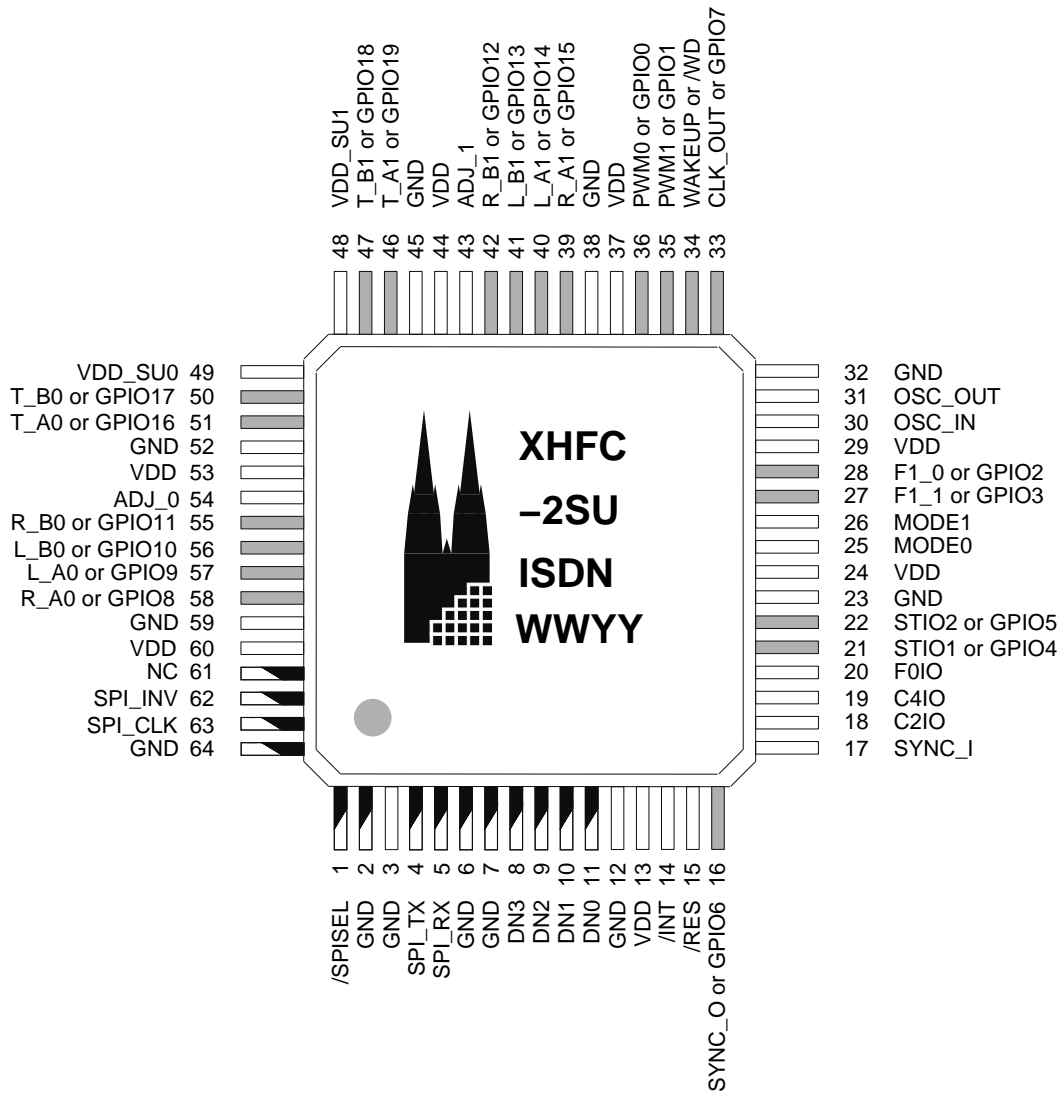 VDD_SU1
T_B1 or GPIO18
T_A1 or GPIO19
GND
VDD
ADJ_1
R_B1 or GPIO12
L_B1 or GPIO13
L_A1 or GPIO14
R_A1 or GPIO15
GND
VDD
PWM0 or GPIO0
PWM1 or GPIO1
WAKEUP or /WD
CLK_OUT or GPIO7
48
47
46
45
44
43
42
41
40
39
38
37
36
35
34
33
VDD_SU0 49
T_B0 or GPIO17 50
T_A0 or GPIO16 51
GND 52
VDD 53
ADJ_0 54
R_B0 or GPIO11 55
L_B0 or GPIO10 56
L_A0 or GPIO9 57
R_A0 or GPIO8 58
GND 59
VDD 60
NC 61
SPI_INV 62
SPI_CLK 63
GND 64
XHFC
–2SU
ISDN
WWYY
32 GND
31 OSC_OUT
30 OSC_IN
29 VDD
28 F1_0 or GPIO2
27 F1_1 or GPIO3
26 MODE1
25 MODE0
24 VDD
23 GND
22 STIO2 or GPIO5
21 STIO1 or GPIO4
20 F0IO
19 C4IO
18 C2IO
17 SYNC_I
1
2
3
4
5
6
7
8
9
10
11
12
13
14
15
16
/SPISEL
GND
GND
SPI_TX
SPI_RX
GND
GND
DN3
DN2
DN1
DN0
GND
VDD
/INT
/RES
SYNC_O or GPIO6